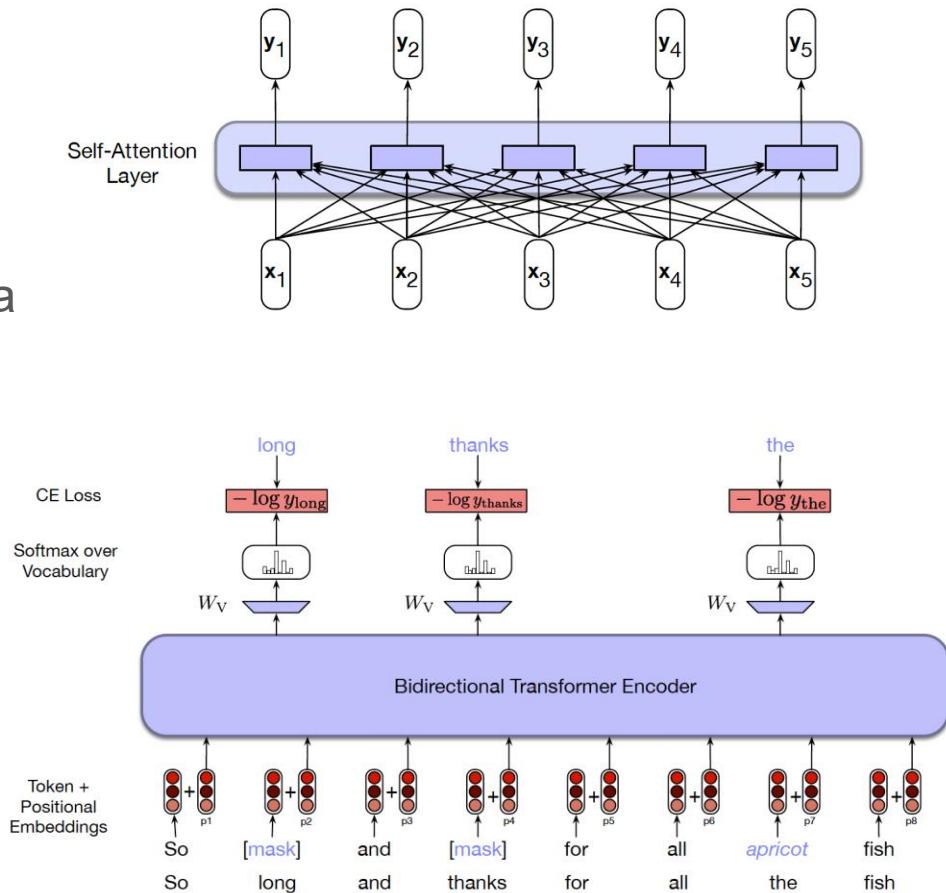 y1 y2 y3 y4 y5
Self-Attention
Layer
x1 x2 x3 x4 x5
a
long thanks the
CE Loss
− log ylong − log ythanks − log ythe
Softmax over
Vocabulary
WV WV WV
Bidirectional Transformer Encoder
Token +
Positional
Embeddings
+ + + + + + + +
p1 p2 p3 p4 p5 p6 p7 p8
So [mask] and [mask] for all apricot fish
So long and thanks for all the fish